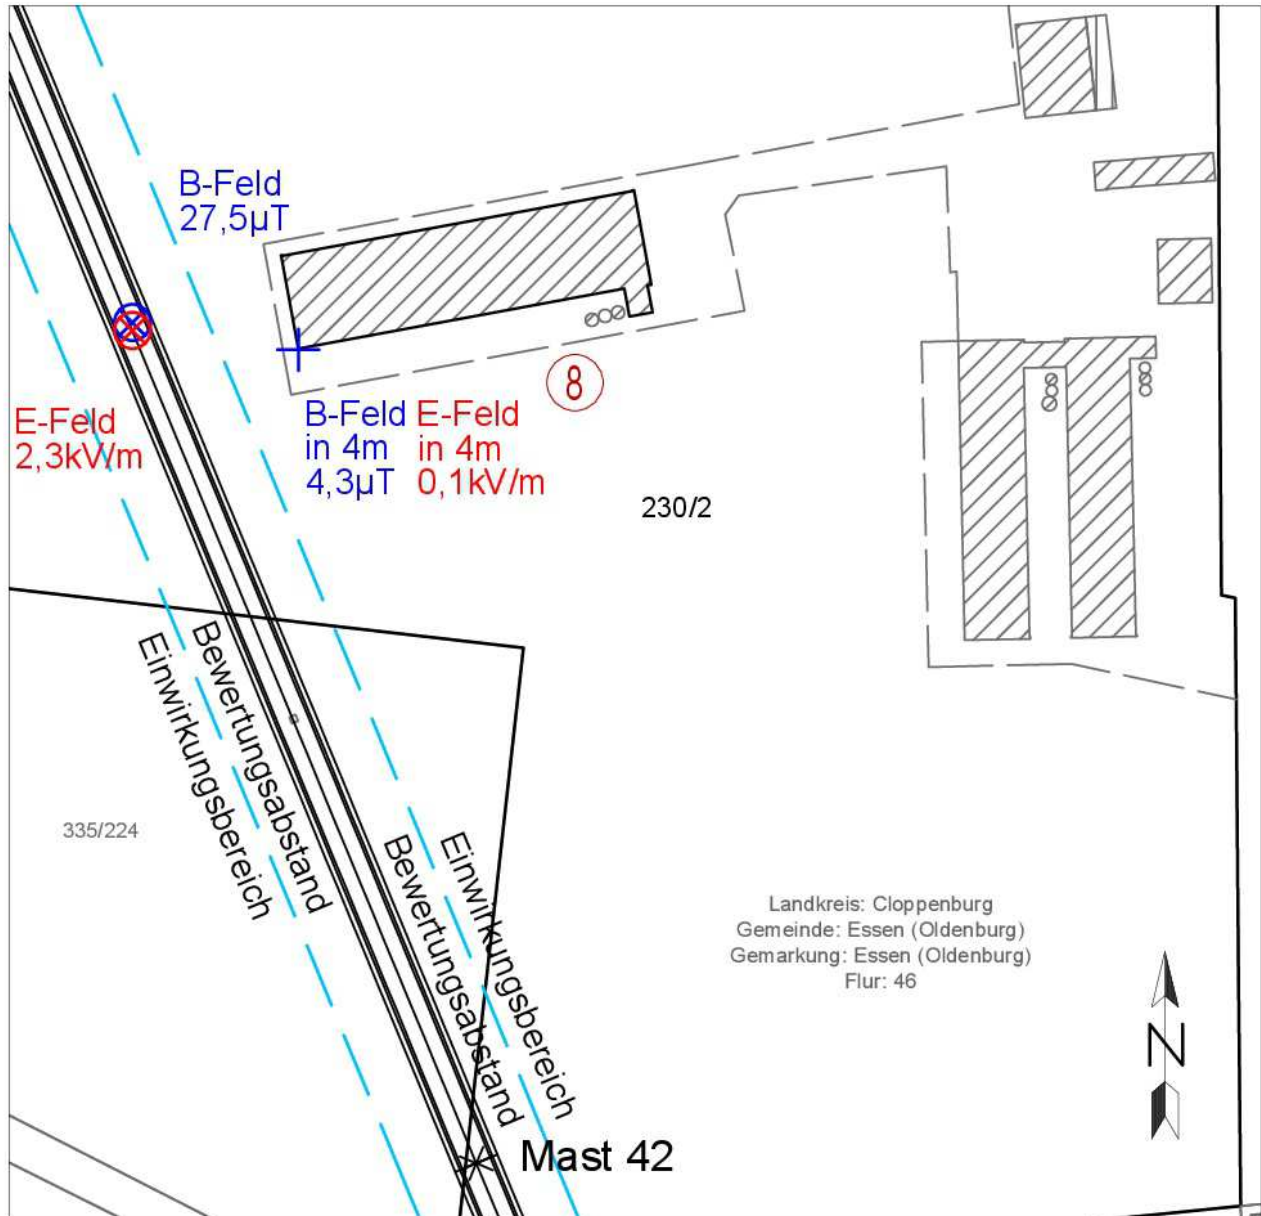 B-Feld
27,5µT
E-Feld
2,3kV/m
8
B-Feld
in 4m
4,3µT
E-Feld
in 4m
0,1kV/m
230/2
Bewertungsabstand
Einwirkungsbereich
335/224
Einwirkungsbereich
Bewertungsabstand
Landkreis: Cloppenburg
Gemeinde: Essen (Oldenburg)
Gemarkung: Essen (Oldenburg)
Flur: 46
N
Mast 42